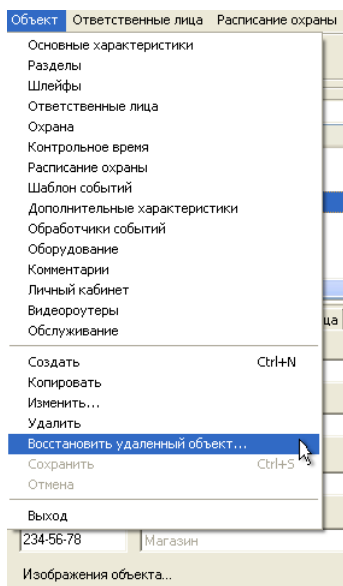 Объект Ответственные лица Расписание охраны
Основные характеристики
Разделы
Шлейфы
Ответственные лица
Охрана
Контрольное время
Расписание охраны
Шаблон событий
Дополнительные характеристики
Обработчики событий
Оборудование
Комментарии
Личный кабинет
Видеороутеры
Обслуживание
Создать Ctrl+N
Копировать
Изменить...
Удалить
Восстановить удаленный объект...
Сохранить Ctrl+S
Отмена
Выход
234-56-78 Магазин
Изображения объекта...